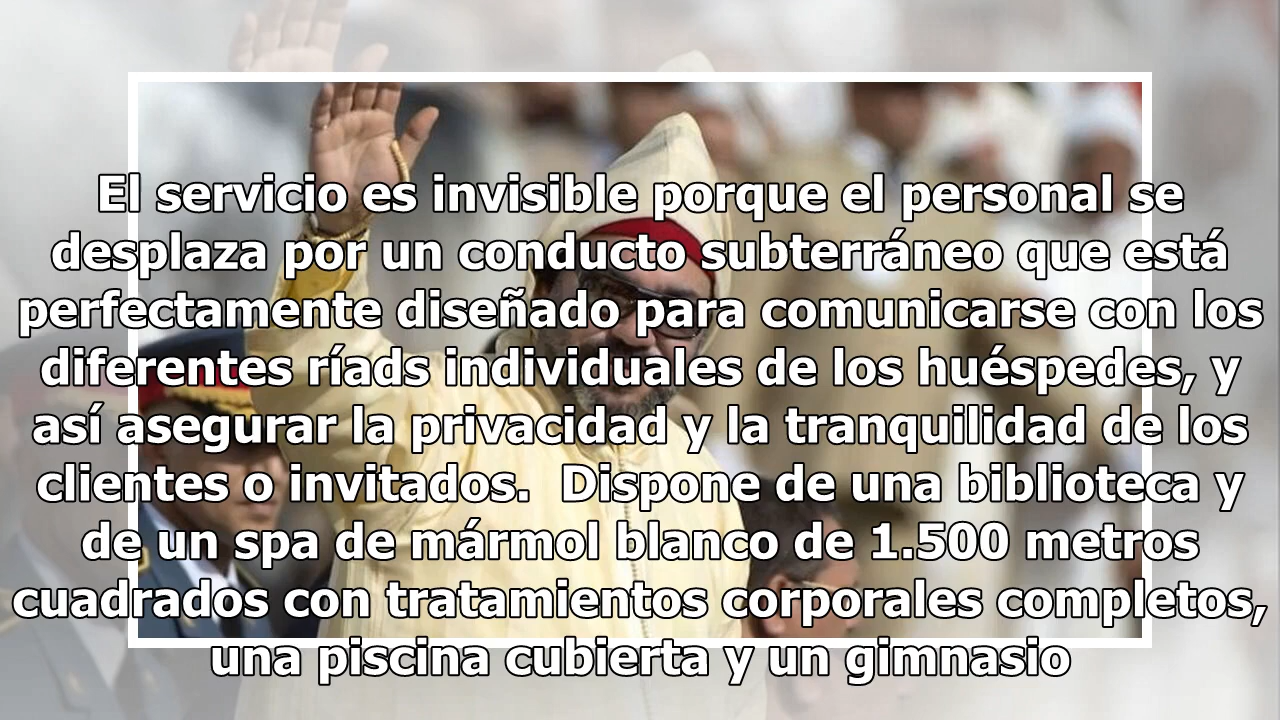 El servicio es invisible porque el personal se
desplaza por un conducto subterráneo que está
perfectamente diseñado para comunicarse con los
diferentes ríads individuales de los huéspedes, y
así asegurar la privacidad y la tranquilidad de los
clientes o invitados.  Dispone de una biblioteca y
de un spa de mármol blanco de 1.500 metros
cuadrados con tratamientos corporales completos,
una piscina cubierta y un gimnasio